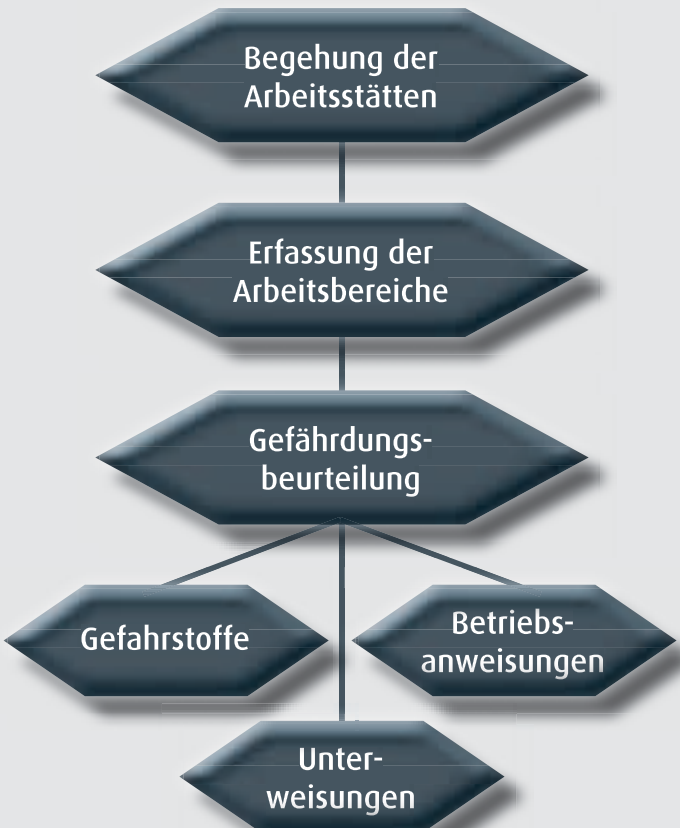 Begehung der
Arbeitsstätten
Erfassung der
Arbeitsbereiche
Gefährdungs-
beurteilung
Gefahrstoffe
Betriebs-
anweisungen
Unter-
weisungen